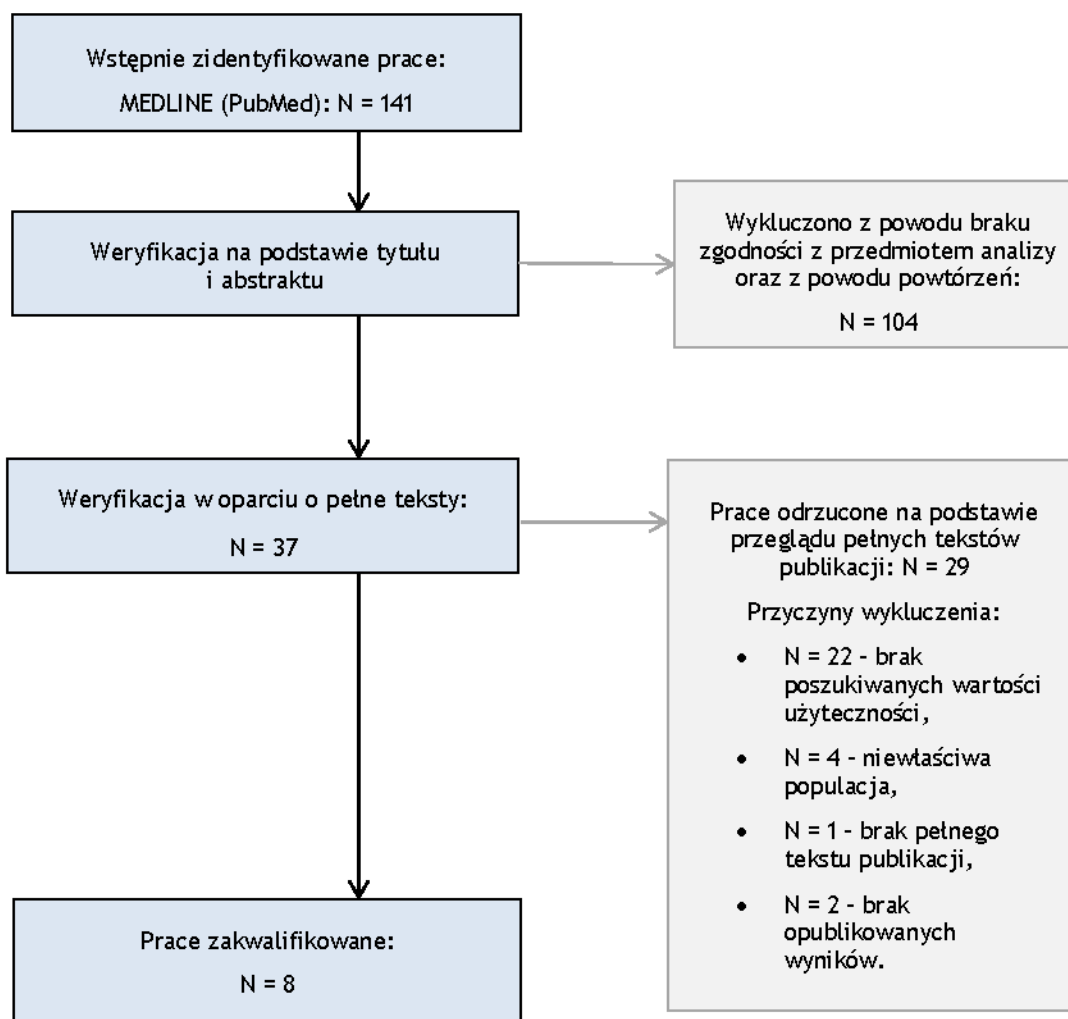 Wstępnie zidentyfikowane prace:
MEDLINE (PubMed): N = 141
Weryfikacja na podstawie tytułu
i abstraktu
Wykluczono z powodu braku
zgodności z przedmiotem analizy
oraz z powodu powtórzeń:
N = 104
Weryfikacja w oparciu o pełne teksty:
N = 37
Prace odrzucone na podstawie
przeglądu pełnych tekstów
publikacji: N = 29
Przyczyny wykluczenia:
• N = 22 - brak
poszukiwanych wartości
użyteczności,
• N = 4 - niewłaściwa
populacja,
• N = 1 - brak pełnego
tekstu publikacji,
• N = 2 - brak
opublikowanych
wyników.
Prace zakwalifikowane:
N = 8